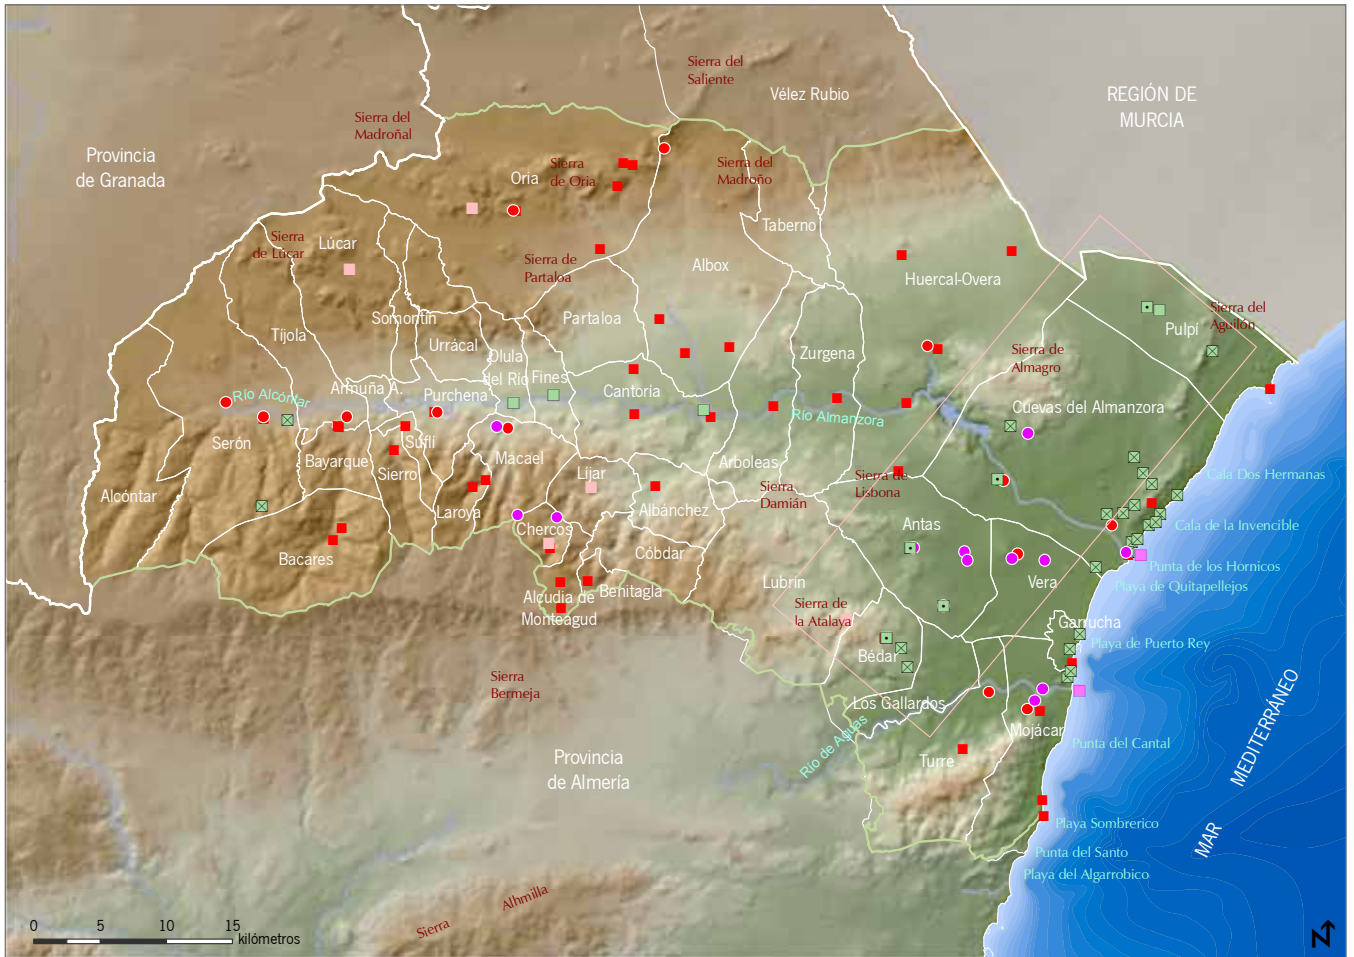 Sierra del
Saliente
Vélez Rubio
REGIÓN DE
MURCIA
Sierra del
Madroñal
Provincia
de Granada
Oria
Sierra
de Oria
Sierra del
Madroño
Taberno
Sierra
de Lúcar
Lúcar
Sierra de
Partaloa
Albox
Huercal-Overa
Somontín
Partaloa
Tíjola
Urrácal
Olula
del Río
Fines
Zurgena
Sierra de
Almagro
Pulpí
Sierra del
Aguilón
Río Alcóntar
Armuña A.
Purchena
Cantoria
Río Almanzora
Cuevas del Almanzora
Serón
Suflí
Bayarque
Sierro
Macael
Líjar
Arboleas
Sierra
Damián
Sierra de
Lisbona
Cala Dos Hermanas
Alcóntar
Laroya
Chercos
Albánchez
Antas
Cala de la Invencible
Bacares
Cóbdar
Lubrín
Vera
Punta de los Hornicos
Playa de Quitapellejos
Alcudia de
Monteagud
Benitagla
Sierra de
la Atalaya
Garrucha
Playa de Puerto Rey
Bédar
Sierra
Bermeja
Los Gallardos
Mojácar
Río de Aguas
Punta del Cantal
Turre
Provincia
de Almería
MAR
MEDITERRÁNEO
Playa Sombrerico
Punta del Santo
Playa del Algarrobico
Sierra
Alhmilla
0 5 10 15
kilómetros
N